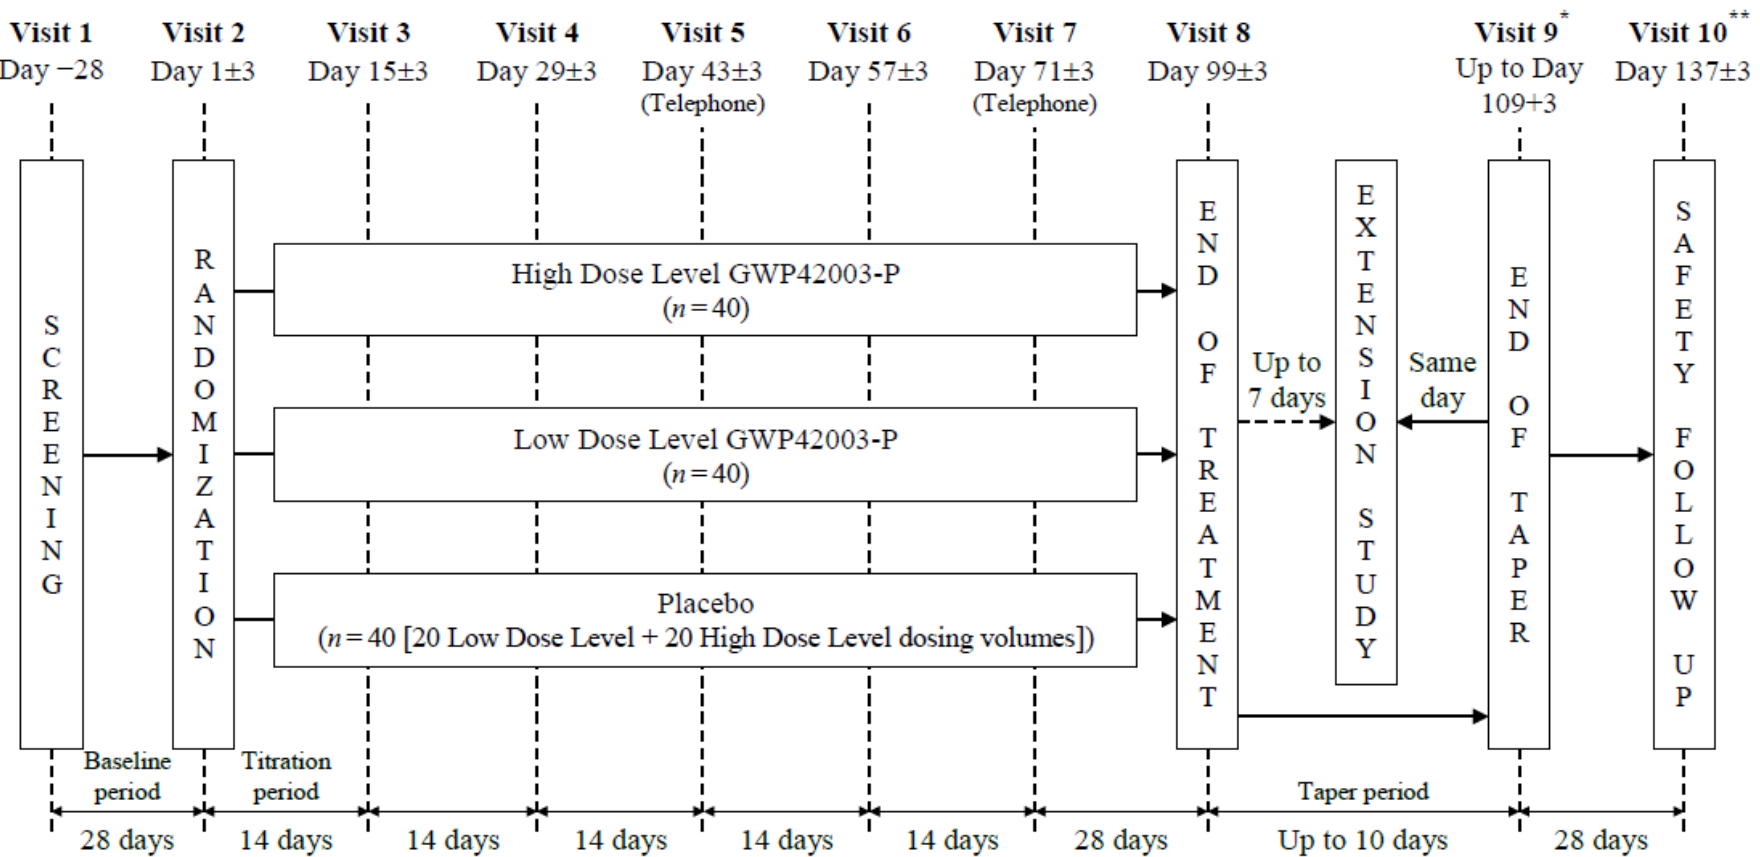 Visit 1
Day −28
Visit 2
Day 1±3
Visit 3
Day 15±3
Visit 4
Day 29±3
Visit 5
Day 43±3
(Telephone)
Visit 6
Day 57±3
Visit 7
Day 71±3
(Telephone)
Visit 8
Day 99±3
Visit 9*
Up to Day
109+3
Visit 10**
Day 137±3
SCREENING
RANDOMIZATION
High Dose Level GWP42003-P
(n = 40)
Low Dose Level GWP42003-P
(n = 40)
Placebo
(n = 40 [20 Low Dose Level + 20 High Dose Level dosing volumes])
END OF TREATMENT
Up to
7 days
EXTENSION STUDY
Same
day
END OF TAPER
SAFETY FOLLOW UP
Baseline
period
Titration
period
Taper period
28 days
14 days
14 days
14 days
14 days
14 days
28 days
Up to 10 days
28 days